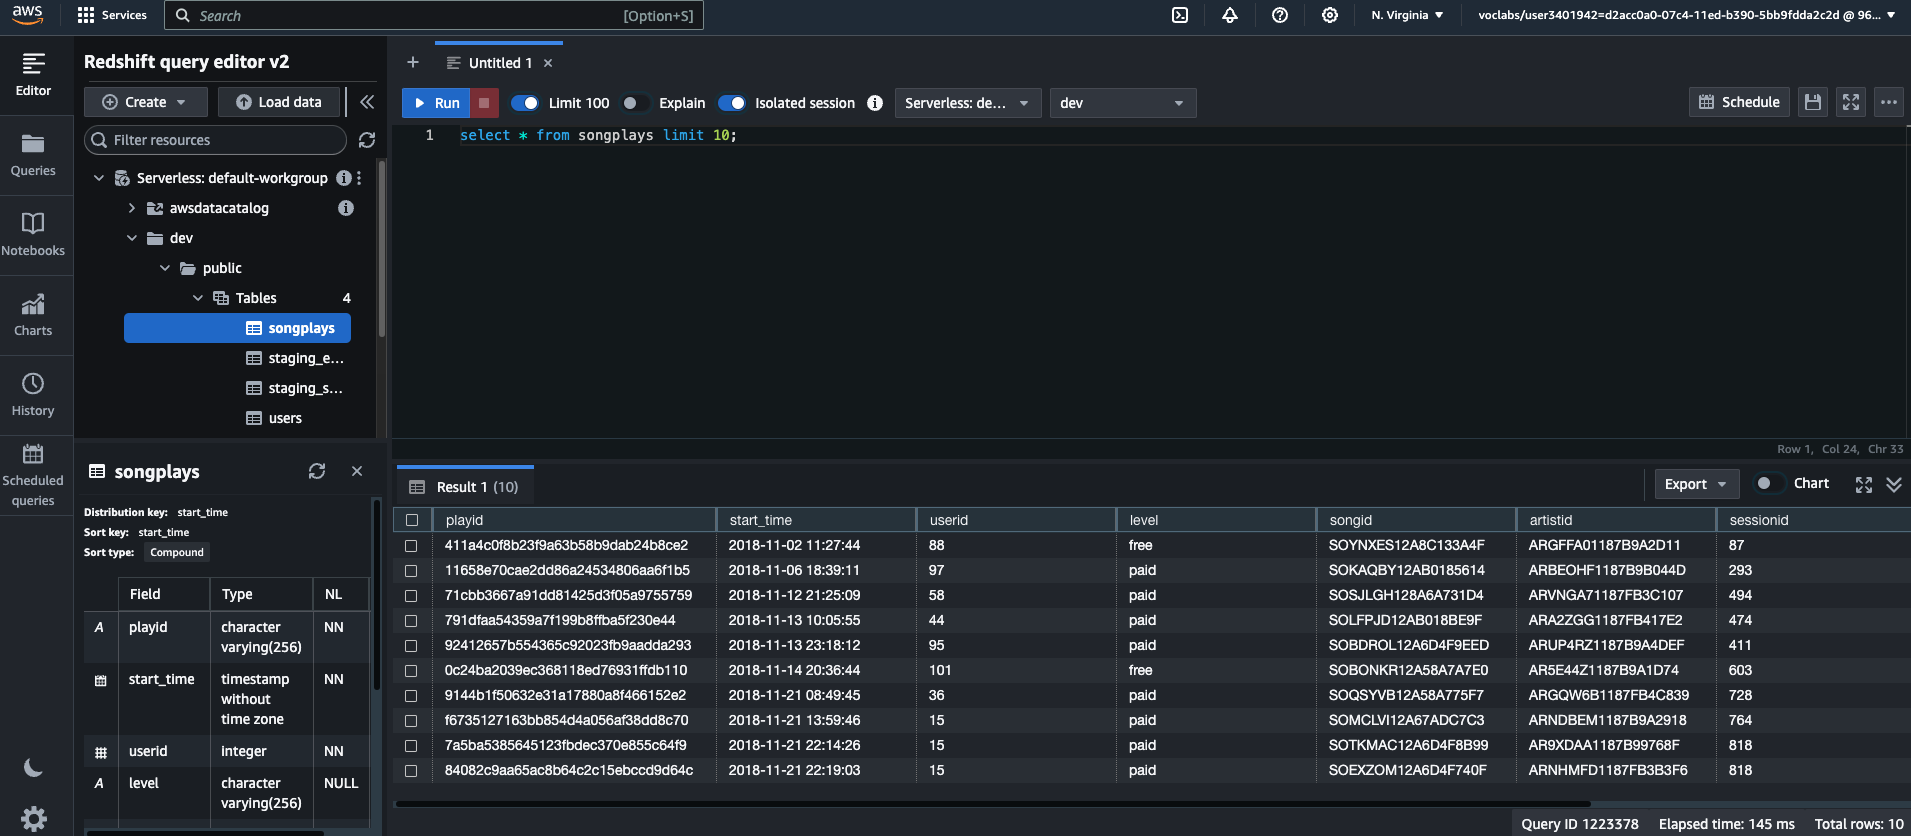 aws
Services
Search
[Option+S]
N. Virginia
voclabs/user3401942=d2acc0a0-07c4-11ed-b390-5bb9fdda2c2d @ 96...
Editor
Queries
Notebooks
Charts
History
Scheduled
queries
Redshift query editor v2
Create
Load data
Filter resources
Serverless: default-workgroup
awsdatacatalog
dev
public
Tables 4
songplays
staging_e...
staging_s...
users
songplays
Distribution key: start_time
Sort key: start_time
Sort type: Compound
Field Type NL
A playid character NN
varying(256)
start_time timestamp NN
without
time zone
userid integer NN
A level character NULL
varying(256)
+ Untitled 1
Run
Limit 100
Explain
Isolated session
Serverless: de...
dev
Schedule
1 select * from songplays limit 10;
Row 1, Col 24, Chr 33
Result 1 (10)
Export
Chart
playid start_time userid level songid artistid sessionid
411a4c0f8b23f9a63b58b9dab24b8ce2 2018-11-02 11:27:44 88 free SOYNXES12A8C133A4F ARGFFA01187B9A2D11 87
11658e70cae2dd86a24534806aa6f1b5 2018-11-06 18:39:11 97 paid SOKAQBY12AB0185614 ARBEOHF1187B9B044D 293
71cbb3667a91dd81425d3f05a9755759 2018-11-12 21:25:09 58 paid SOSJLGH128A6A731D4 ARVNGA71187FB3C107 494
791dfaa54359a7f199b8ffba5f230e44 2018-11-13 10:05:55 44 paid SOLFPJD12AB018BE9F ARA2ZGG1187FB417E2 474
92412657b554365c92023fb9aadda293 2018-11-13 23:18:12 95 paid SOBDROL12A6D4F9EED ARUP4RZ1187B9A4DEF 411
0c24ba2039ec368118ed76931ffdb110 2018-11-14 20:36:44 101 free SOBONKR12A58A7A7E0 AR5E44Z1187B9A1D74 603
9144b1f50632e31a17880a8f466152e2 2018-11-21 08:49:45 36 paid SOQSYVB12A58A775F7 ARGQW6B1187FB4C839 728
f6735127163bb854d4a056af38dd8c70 2018-11-21 13:59:46 15 paid SOMCLVI12A67ADC7C3 ARNDBEM1187B9A2918 764
7a5ba5385645123fbdec370e855c64f9 2018-11-21 22:14:26 15 paid SOTKMAC12A6D4F8B99 AR9XDAA1187B99768F 818
84082c9aa65ac8b64c2c15ebccd9d64c 2018-11-21 22:19:03 15 paid SOEXZOM12A6D4F740F ARNHMFD1187FB3B3F6 818
Query ID 1223378 Elapsed time: 145 ms Total rows: 10